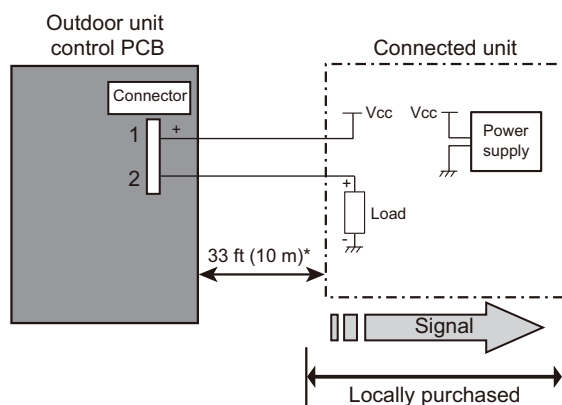 Outdoor unit
control PCB
Connected unit
Connector
1
+
2
Vcc
Vcc
Power
supply
+
Load
-
33 ft (10 m)*
Signal
Locally purchased